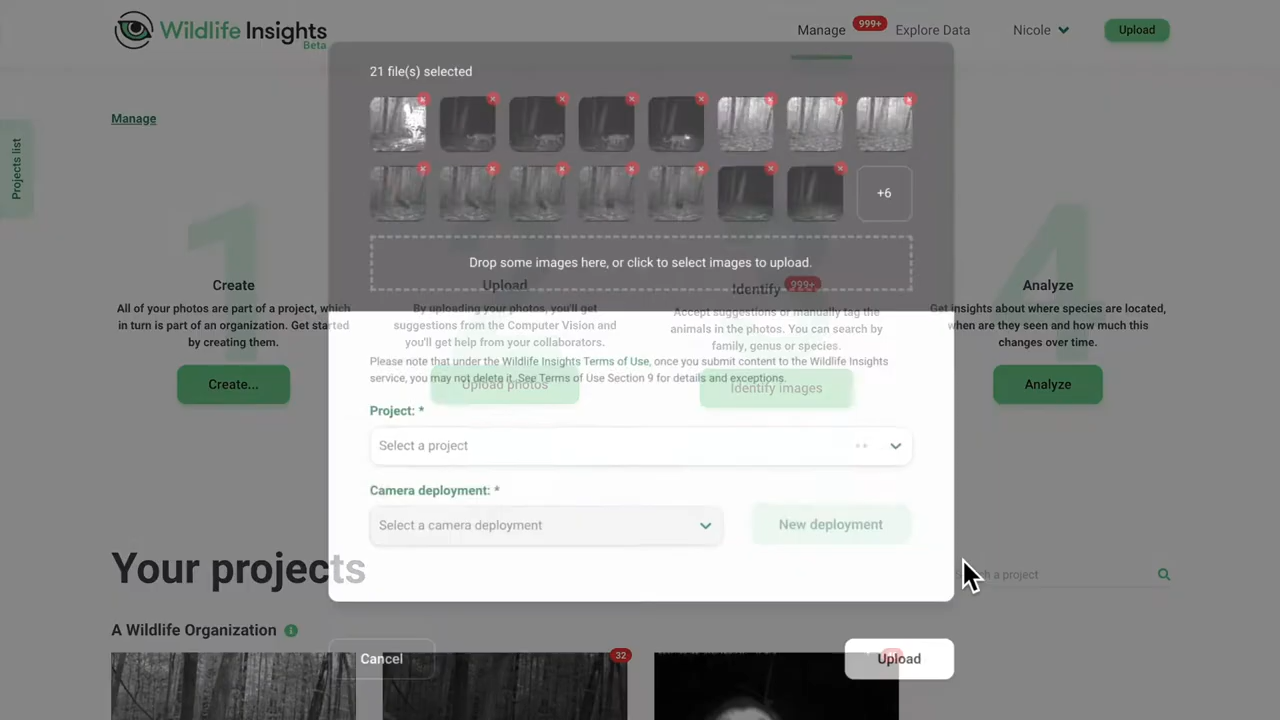 Wildlife Insights
Beta
Manage
999+
Explore Data
Nicole
Upload
21 file(s) selected
Manage
Projects list
+6
Drop some images here, or click to select images to upload.
1
Create
All of your photos are part of a project, which
in turn is part of an organization. Get started
by creating them.
Create...
Upload
By uploading your photos, you'll get
suggestions from the Computer Vision and
you'll get help from your collaborators.
Upload photos
Identify
999+
Accept suggestions or manually tag the
animals in the photos. You can search by
family, genus or species.
Identify images
4
Analyze
Get insights about where species are located,
when are they seen and how much this
changes over time.
Analyze
Please note that under the Wildlife Insights Terms of Use, once you submit content to the Wildlife Insights
service, you may not delete it. See Terms of Use Section 9 for details and exceptions.
Project: *
Select a project
Camera deployment: *
Select a camera deployment
New deployment
Your projects
a project
A Wildlife Organization
32
Cancel
Upload